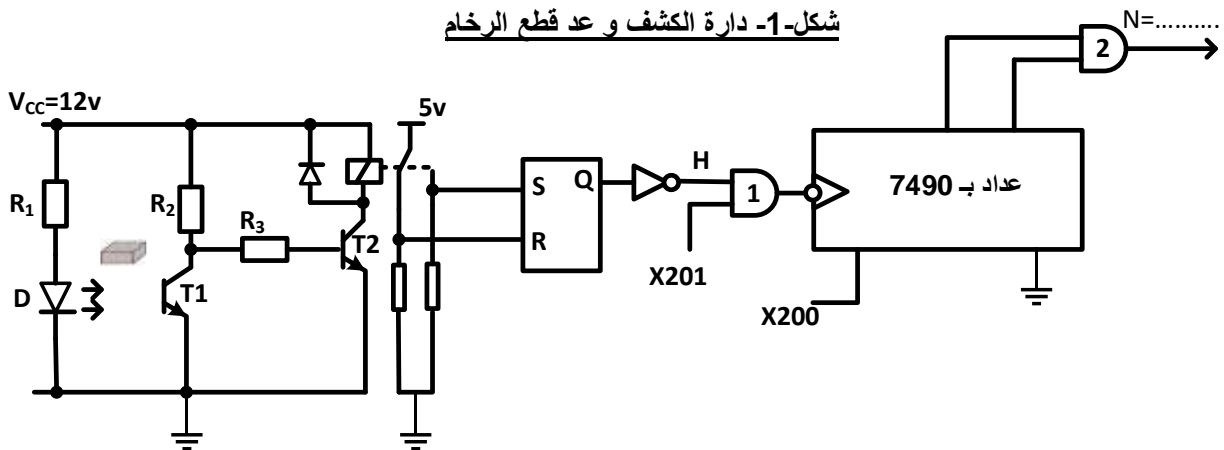 شكل-1- دارة الكشف و عد قطع الرخام
N=..........
2
VCC=12v
5v
R1
R2
R3
D
T1
T2
S
Q
R
H
1
X201
عداد بـ 7490
X200